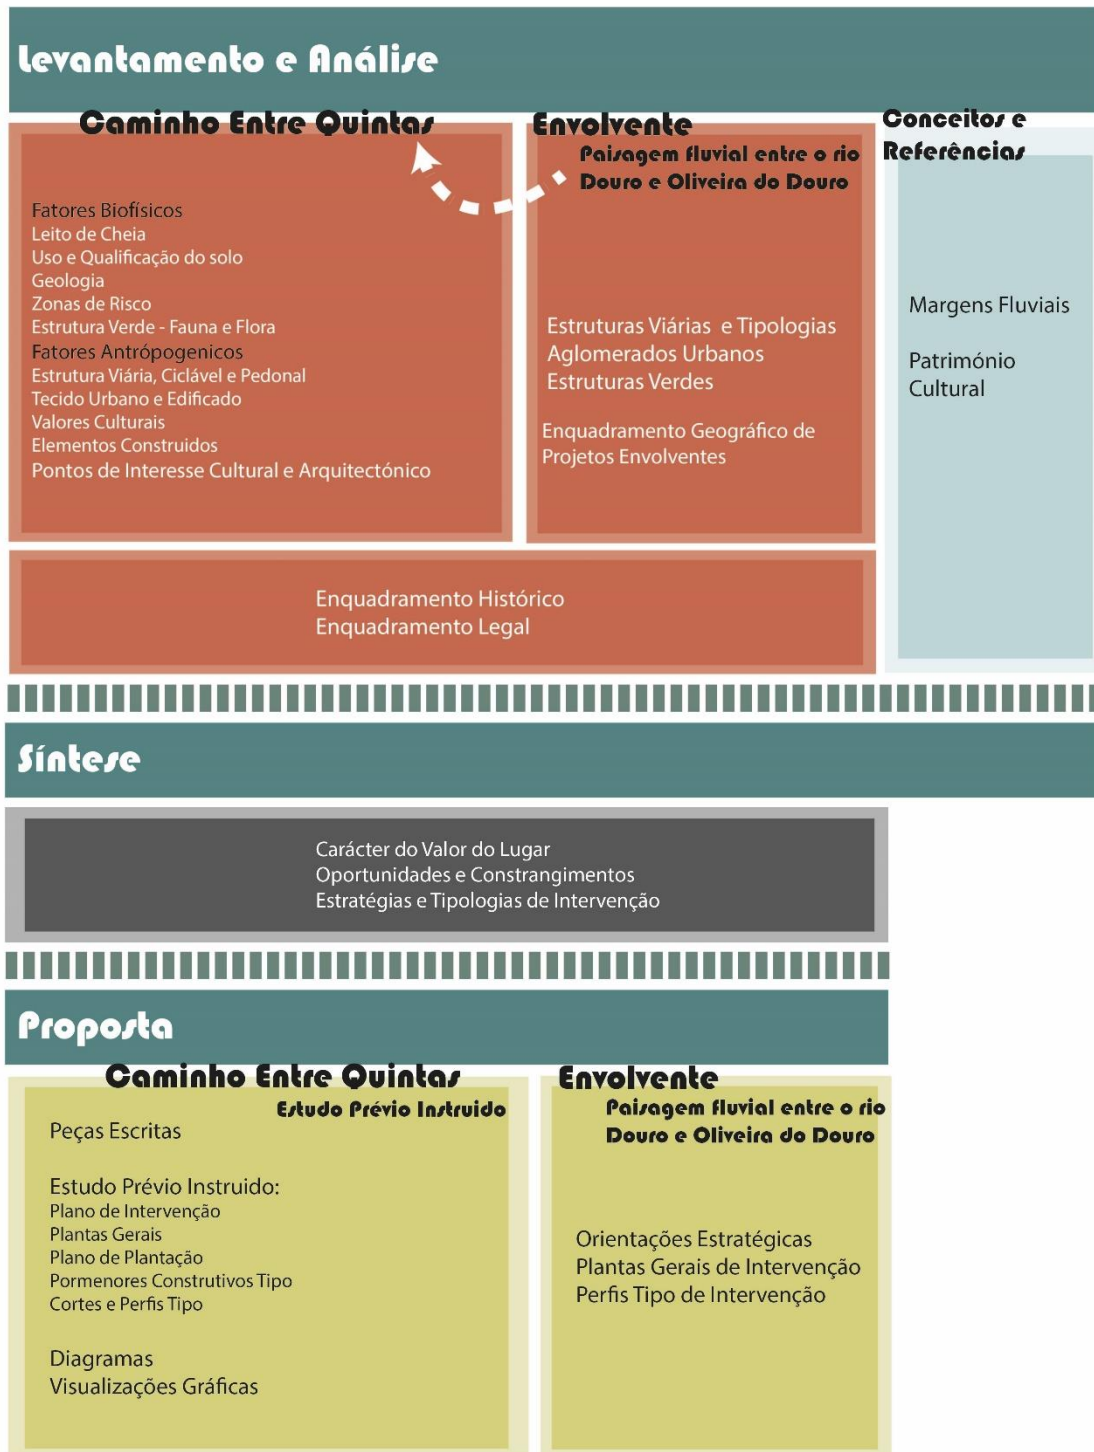 Levantamento e Análise
Caminho Entre Quintas
Fatores Biofísicos
Leito de Cheia
Uso e Qualificação do solo
Geologia
Zonas de Risco
Estrutura Verde - Fauna e Flora
Fatores Antrópogenicos
Estrutura Viária, Ciclável e Pedonal
Tecido Urbano e Edificado
Valores Culturais
Elementos Construidos
Pontos de Interesse Cultural e Arquitectónico
Envolvente
Paisagem fluvial entre o rio
Douro e Oliveira do Douro
Estruturas Viárias e Tipologias
Aglomerados Urbanos
Estruturas Verdes
Enquadramento Geográfico de
Projetos Envolventes
Conceitos e
Referências
Margens Fluviais
Património
Cultural
Enquadramento Histórico
Enquadramento Legal
Síntese
Carácter do Valor do Lugar
Oportunidades e Constrangimentos
Estratégias e Tipologias de Intervenção
Proposta
Caminho Entre Quintas
Estudo Prévio Instruido
Peças Escritas
Estudo Prévio Instruido:
Plano de Intervenção
Plantas Gerais
Plano de Plantação
Pormenores Construtivos Tipo
Cortes e Perfis Tipo
Diagramas
Visualizações Gráficas
Envolvente
Paisagem fluvial entre o rio
Douro e Oliveira do Douro
Orientações Estratégicas
Plantas Gerais de Intervenção
Perfis Tipo de Intervenção